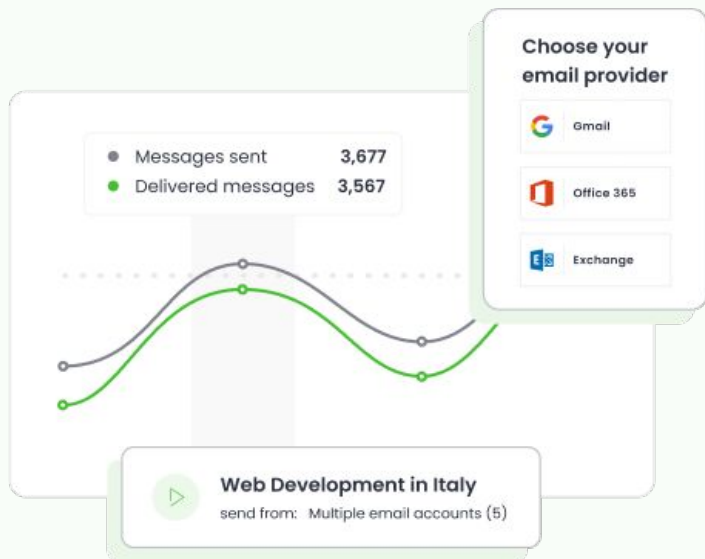 Choose your
email provider
Gmail
Office 365
Exchange
Messages sent 3,677
Delivered messages 3,567
Web Development in Italy
send from: Multiple email accounts (5)